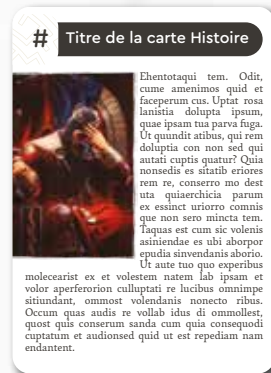 # Titre de la carte Histoire
Ehentotaqui tem. Odit,
cume amenimos quid et
faceperum cus. Uptat rosa
lanistia dolupta ipsum,
quae ipsam tua parva fuga.
Ut quundit atibus, qui rem
doluptia con non sed qui
autati cuptis quatur? Quia
nonsedis es sitatib eriores
rem re, conserro mo dest
uta quiaerchicia parum
ex essinct uriorro comnis
que non sero mincta tem.
Taquas est cum sic volenis
asiniendae es ubi aborpor
epudia sinvendanis aborio.
Ut aute tuo quo experibus
molecearist ex et volestem natem lab ipsam et
volor aperferorion culluptati re lucibus omnimpe
sitiundant, ommost volendanis nonecto ribus.
Occum quas audis re vollab idus di ommollest,
quost quis conserum sanda cum quia consequodi
cuptatum et audionsed quid ut est repediam nam
endantent.